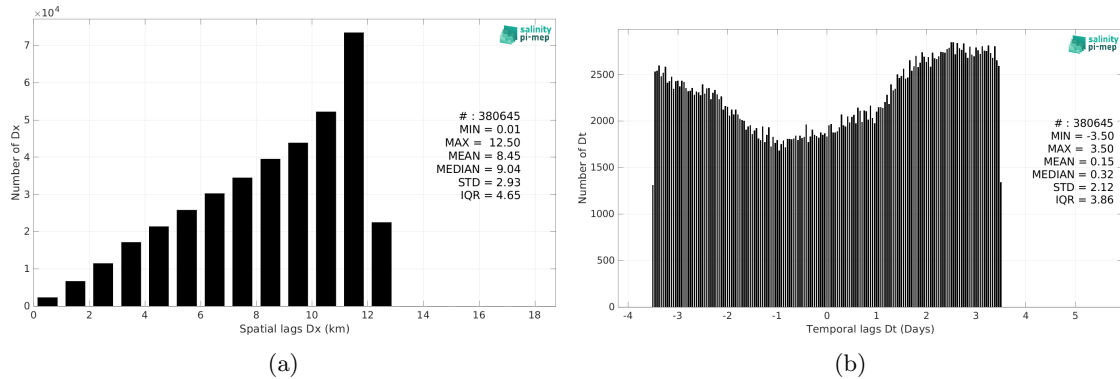 ×10⁴
7
6
5
4
3
2
1
0
Number of Dx
0 2 4 6 8 10 12 14 16 18
Spatial lags Dx (km)
salinity
pi-mep
# : 380645
MIN = 0.01
MAX = 12.50
MEAN = 8.45
MEDIAN = 9.04
STD = 2.93
IQR = 4.65
(a)
2500
2000
1500
1000
500
0
Number of Dt
-4 -3 -2 -1 0 1 2 3 4 5
Temporal lags Dt (Days)
salinity
pi-mep
# : 380645
MIN = -3.50
MAX = 3.50
MEAN = 0.15
MEDIAN = 0.32
STD = 2.12
IQR = 3.86
(b)